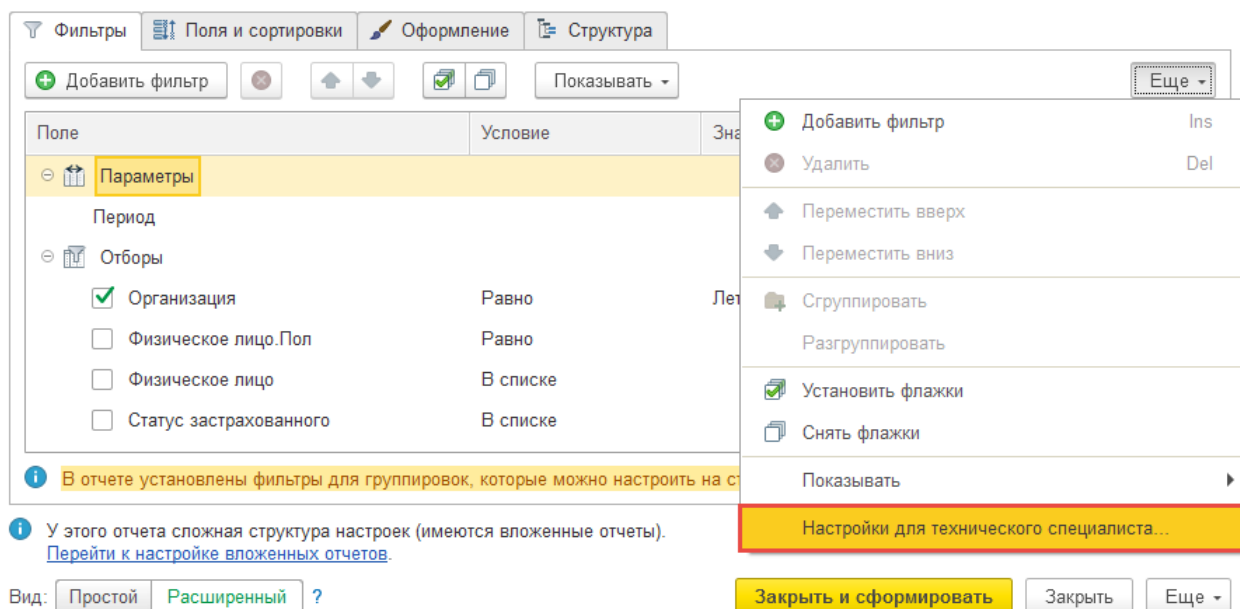 Фильтры Поля и сортировки Оформление Структура
Добавить фильтр Показывать Еще
Поле Условие Зна
Параметры
Период
Отборы
Организация Равно Лет
Физическое лицо.Пол Равно
Физическое лицо В списке
Статус застрахованного В списке
Добавить фильтр Ins
Удалить Del
Переместить вверх
Переместить вниз
Сгруппировать
Разгруппировать
Установить флажки
Снять флажки
Показывать
Настройки для технического специалиста...
В отчете установлены фильтры для группировок, которые можно настроить на ст
У этого отчета сложная структура настроек (имеются вложенные отчеты).
Перейти к настройке вложенных отчетов.
Вид: Простой Расширенный ? Закрыть и сформировать Закрыть Еще